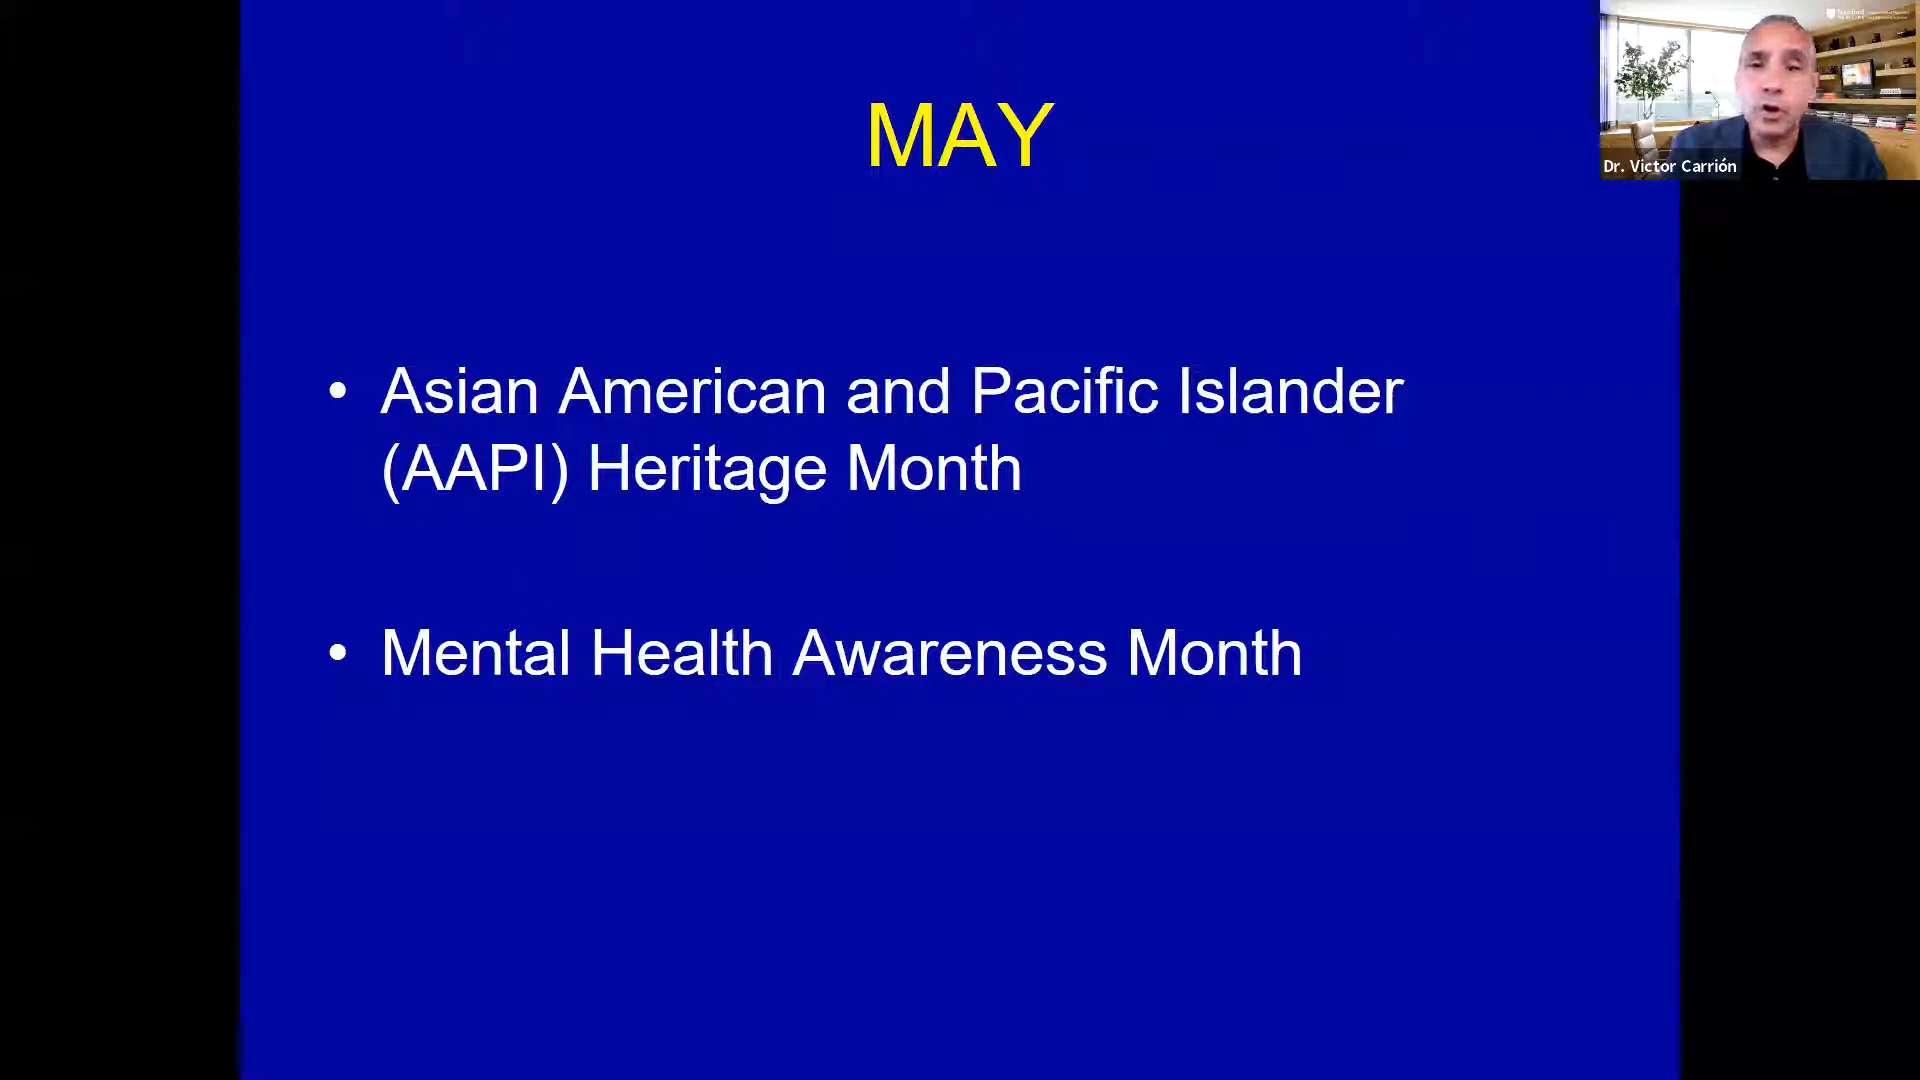 MAY
• Asian American and Pacific Islander
(AAPI) Heritage Month
• Mental Health Awareness Month
Dr. Victor Carrión